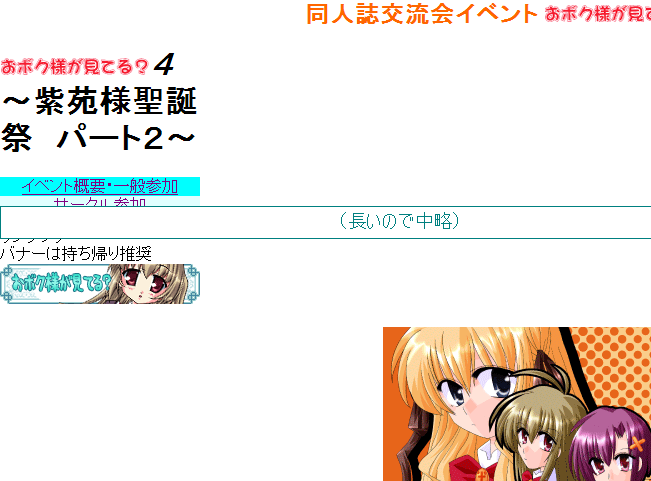 同人誌交流会イベント おボク様が見て
おボク様が見てる？4
～紫苑様聖誕
祭　パート２～
イベント概要・一般参加
サークル参加
（長いので中略）
バナーは持ち帰り推奨
おボク様が見てる？